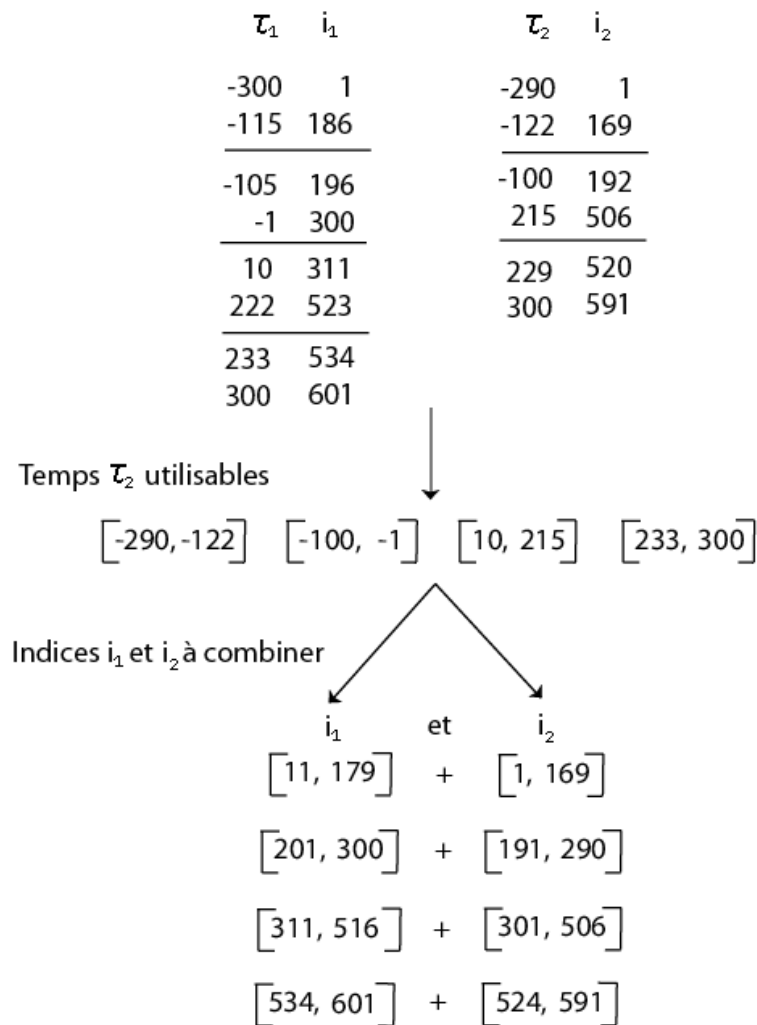 τ₁ i₁ τ₂ i₂
-300 1 -290 1
-115 186 -122 169
-105 196 -100 192
-1 300 215 506
10 311 229 520
222 523 300 591
233 534
300 601
Temps τ₂ utilisables
[-290,-122] [-100, -1] [10, 215] [233, 300]
Indices i₁ et i₂ à combiner
i₁ et i₂
[11, 179] + [1, 169]
[201, 300] + [191, 290]
[311, 516] + [301, 506]
[534, 601] + [524, 591]